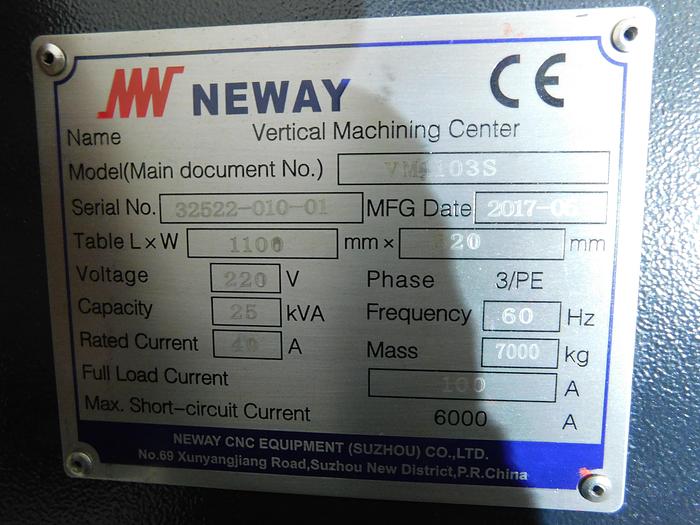 NW NEWAY CE
Name Vertical Machining Center
Model(Main document No.)
Serial No. 32522-010-01 MFG Date
Table L×W 1100 mm× mm
Voltage 220 V Phase 3/PE
Capacity 25 kVA Frequency 60 Hz
Rated Current A Mass 7000 kg
Full Load Current 100 A
Max. Short-circuit Current 6000 A
NEWAY CNC EQUIPMENT (SUZHOU) CO.,LTD.
No.69 Xunyangjiang Road,Suzhou New District,P.R.China